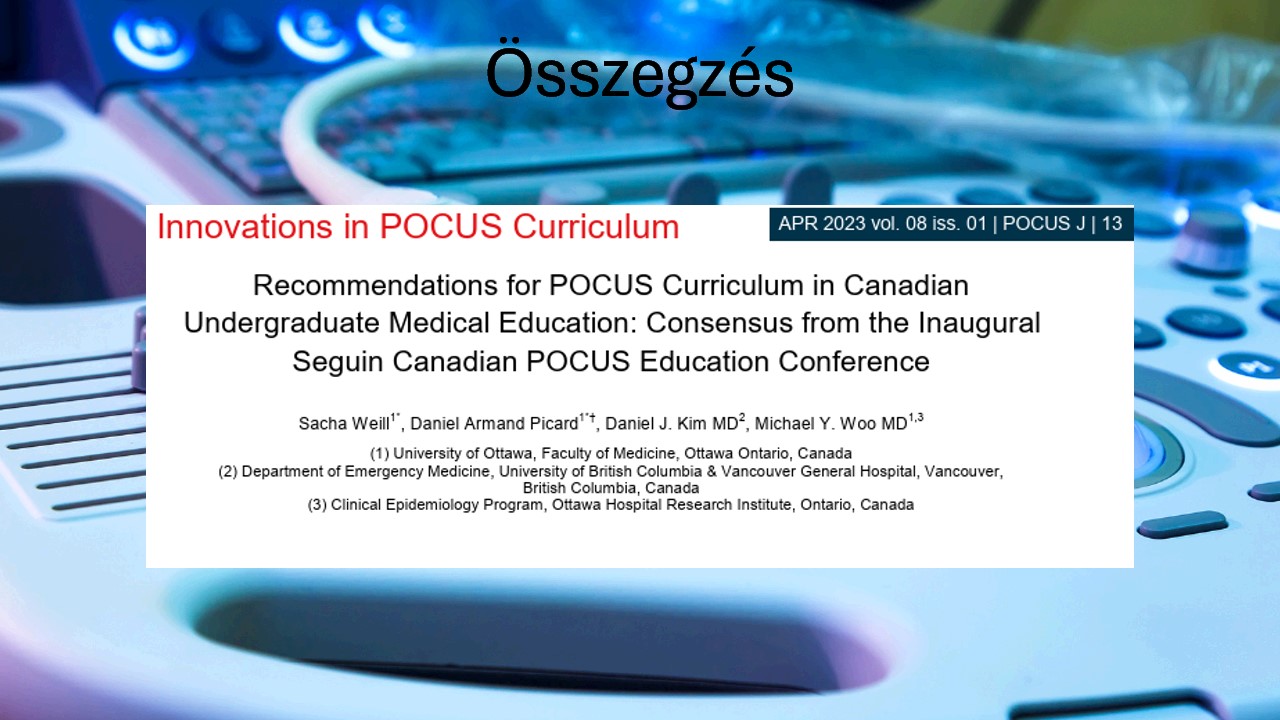 Összegzés
Innovations in POCUS Curriculum
APR 2023 vol. 08 iss. 01 | POCUS J | 13
Recommendations for POCUS Curriculum in Canadian
Undergraduate Medical Education: Consensus from the Inaugural
Seguin Canadian POCUS Education Conference
Sacha Weill1*, Daniel Armand Picard1*†, Daniel J. Kim MD2, Michael Y. Woo MD1,3
(1) University of Ottawa, Faculty of Medicine, Ottawa Ontario, Canada
(2) Department of Emergency Medicine, University of British Columbia & Vancouver General Hospital, Vancouver,
British Columbia, Canada
(3) Clinical Epidemiology Program, Ottawa Hospital Research Institute, Ontario, Canada